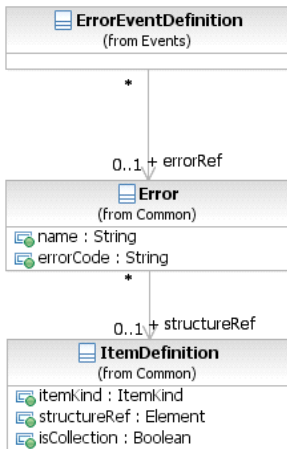 ErrorEventDefinition
(from Events)
*
0..1 + errorRef
Error
(from Common)
name : String
errorCode : String
*
0..1 + structureRef
ItemDefinition
(from Common)
itemKind : ItemKind
structureRef : Element
isCollection : Boolean